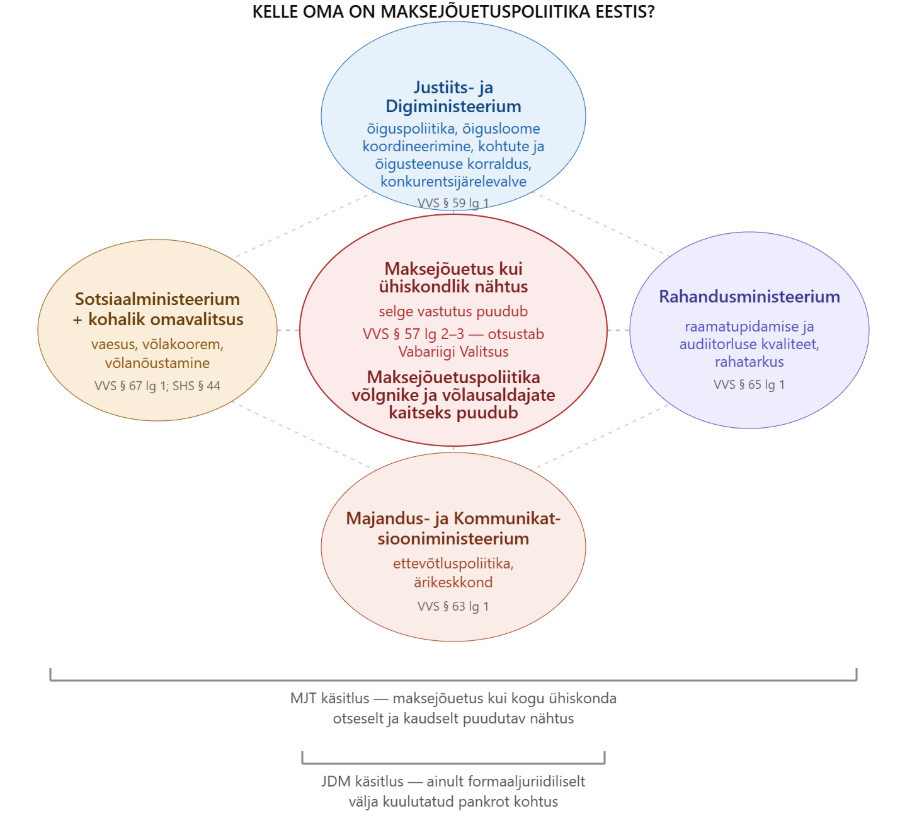 KELLE OMA ON MAKSEJÕUETUSPOLIITIKA EESTIS?
Justiits- ja
Digiministeerium
õiguspoliitika, õigusloome
koordineerimine, kohtute ja
õigusteenuse korraldus,
konkurentsijärelevalve
VVS § 59 lg 1
Sotsiaalministeerium
+ kohalik omavalitsus
vaesus, võlakoorem,
võlanõustamine
VVS § 67 lg 1; SHS § 44
Maksejõuetus kui
ühiskondlik nähtus
selge vastutus puudub
VVS § 57 lg 2–3 — otsustab
Vabariigi Valitsus
Maksejõuetuspoliitika
võlgnike ja võlausaldajate
kaitseks puudub
Rahandusministeerium
raamatupidamise ja
audiitorluse kvaliteet,
rahatarkus
VVS § 65 lg 1
Majandus- ja Kommunikat-
siooniministeerium
ettevõtluspoliitika,
ärikeskkond
VVS § 63 lg 1
MJT käsitlus — maksejõuetus kui kogu ühiskonda
otseselt ja kaudselt puudutav nähtus
JDM käsitlus — ainult formaaljuriidiliselt
välja kuulutatud pankrot kohtus